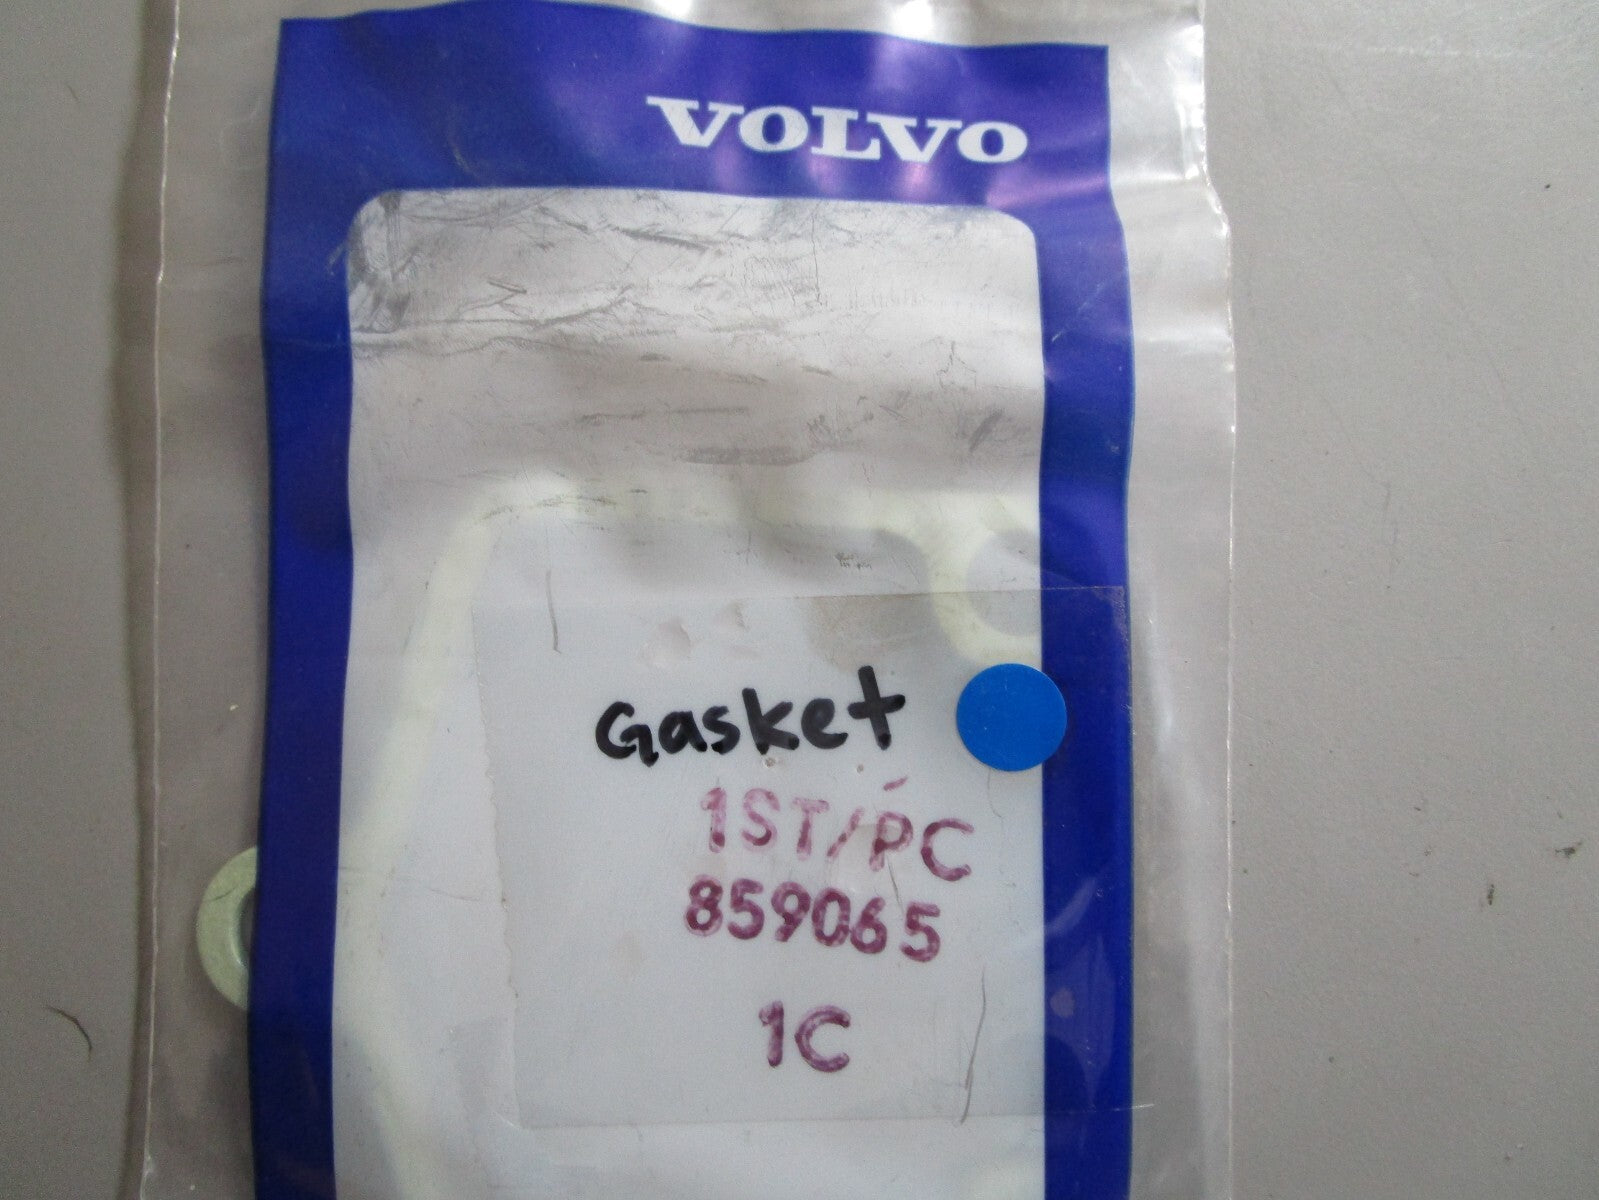 VOLVO
Gasket
1ST/PC
859065
1C